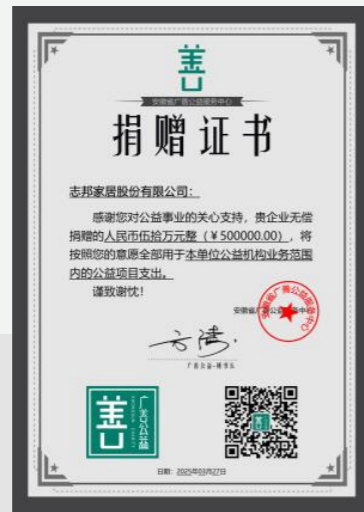 善
安徽省广善公益服务中心
捐赠证书
志邦家居股份有限公司：
感谢您对公益事业的关心支持，贵企业无偿
捐赠的人民币伍拾万元整（￥500000.00），将
按照您的意愿全部用于本单位公益机构业务范围
内的公益项目支出。
谨致谢忱！
安徽省广善公益服务中心
广善公益-秘书长
善
广善公益
日期：2025年03月27日